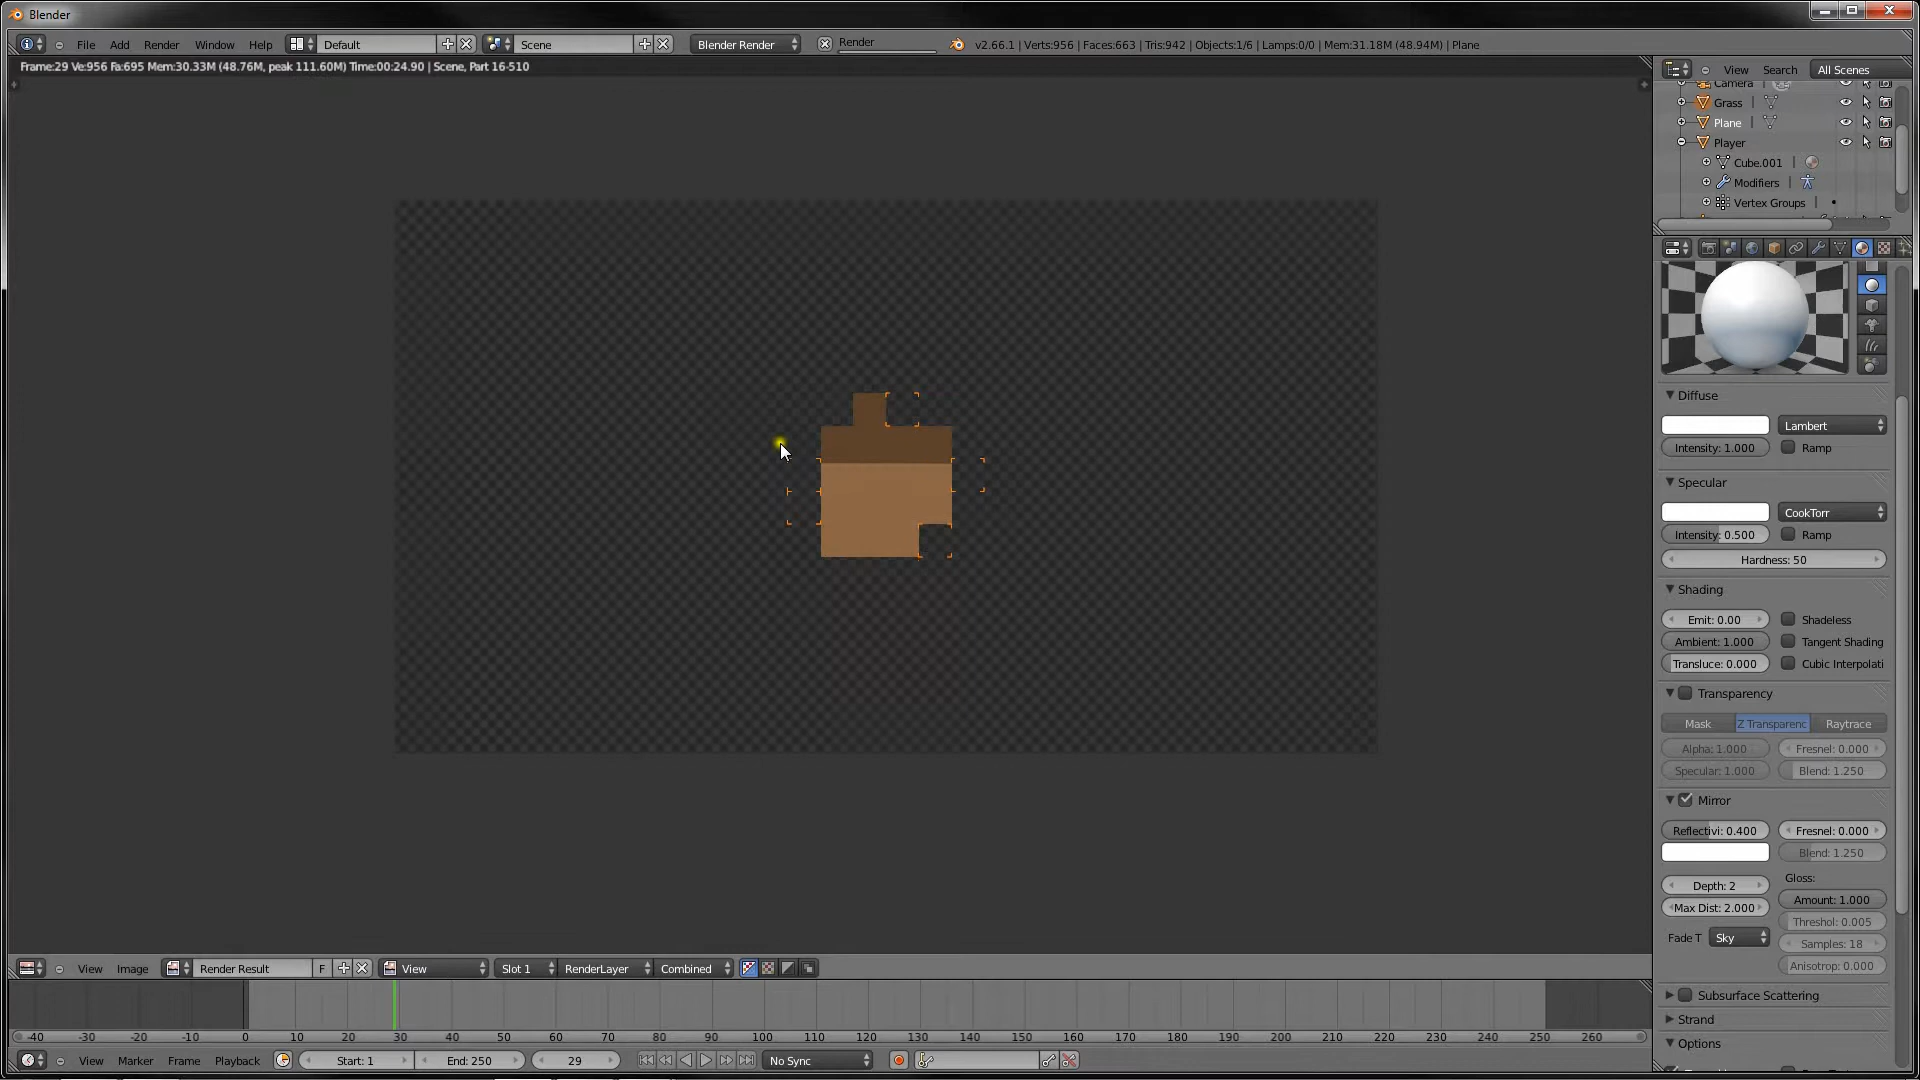 Blender
File Add Render Window Help Default Scene Blender Render Render v2.66.1 | Verts:956 | Faces:663 | Tris:942 | Objects:1/6 | Lamps:0/0 | Mem:31.18M (48.94M) | Plane
Frame:29 Ve:956 Fa:695 Mem:30.33M (48.76M, peak 111.60M) Time:00:24.90 | Scene, Part 16-510
View Search All Scenes
Camera
Grass
Plane
Player
Cube.001
Modifiers
Vertex Groups
Diffuse
Lambert
Intensity: 1.000 Ramp
Specular
CookTorr
Intensity: 0.500 Ramp
Hardness: 50
Shading
Emit: 0.00 Shadeless
Ambient: 1.000 Tangent Shading
Transluce: 0.000 Cubic Interpolati
Transparency
Mask Z Transparenc Raytrace
Alpha: 1.000 Fresnel: 0.000
Specular: 1.000 Blend: 1.250
Mirror
Reflectivi: 0.400 Fresnel: 0.000
Blend: 1.250
Gloss:
Depth: 2
Amount: 1.000
Max Dist: 2.000
Threshol: 0.005
Fade T Sky
Samples: 18
Anisotrop: 0.000
Subsurface Scattering
Strand
Options
View Image Render Result F View Slot 1 RenderLayer Combined
-40 -30 -20 -10 0 10 20 30 40 50 60 70 80 90 100 110 120 130 140 150 160 170 180 190 200 210 220 230 240 250 260
View Marker Frame Playback Start: 1 End: 250 29 No Sync